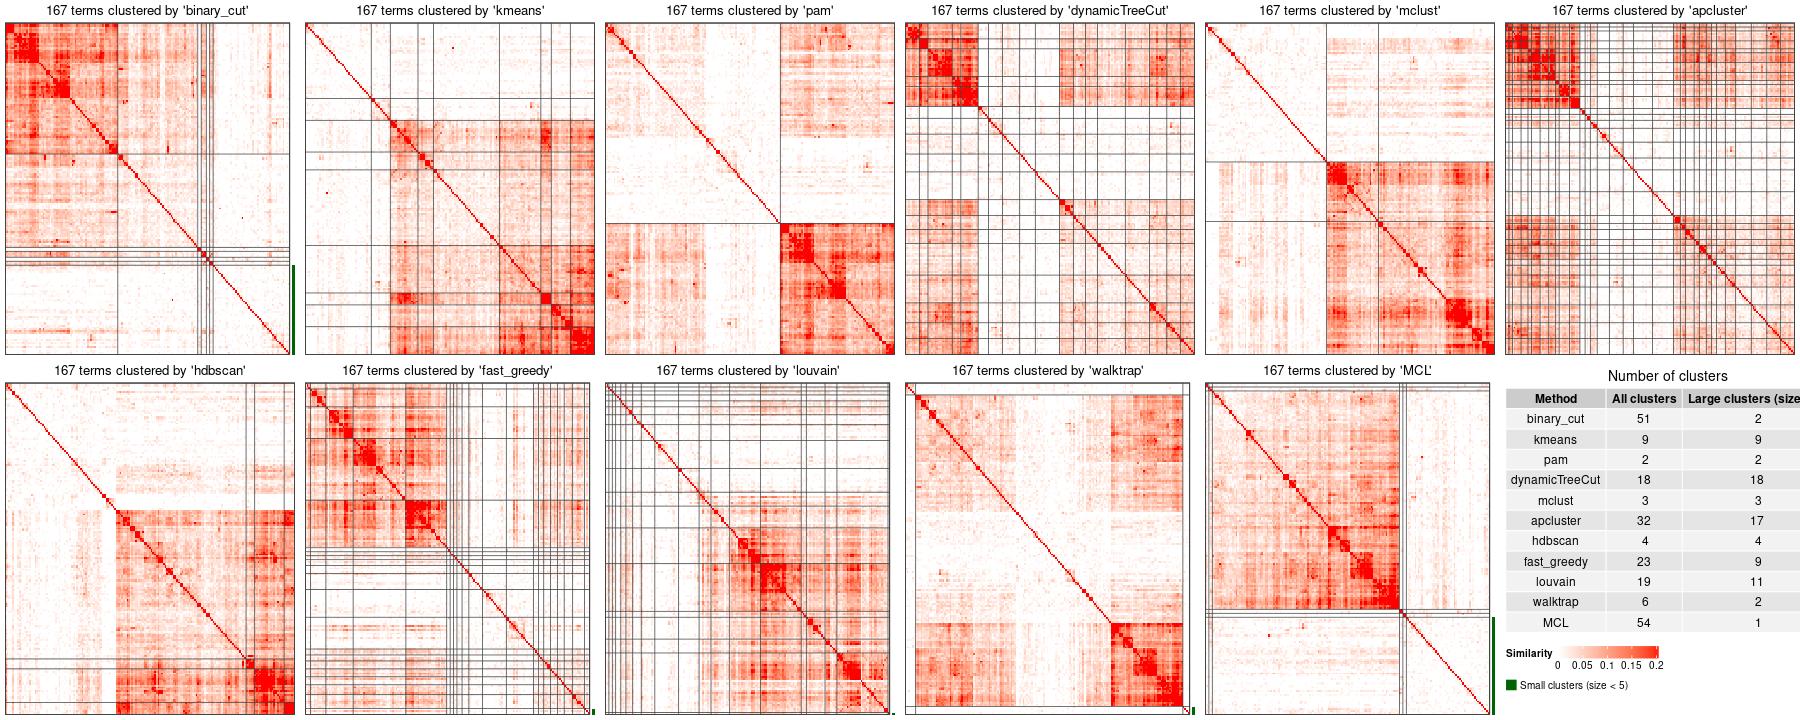 167 terms clustered by 'binary_cut'
167 terms clustered by 'kmeans'
167 terms clustered by 'pam'
167 terms clustered by 'dynamicTreeCut'
167 terms clustered by 'mclust'
167 terms clustered by 'apcluster'
167 terms clustered by 'hdbscan'
167 terms clustered by 'fast_greedy'
167 terms clustered by 'louvain'
167 terms clustered by 'walktrap'
167 terms clustered by 'MCL'
Number of clusters
Method All clusters Large clusters (size
binary_cut 51 2
kmeans 9 9
pam 2 2
dynamicTreeCut 18 18
mclust 3 3
apcluster 32 17
hdbscan 4 4
fast_greedy 23 9
louvain 19 11
walktrap 6 2
MCL 54 1
Similarity
0 0.05 0.1 0.15 0.2
Small clusters (size < 5)